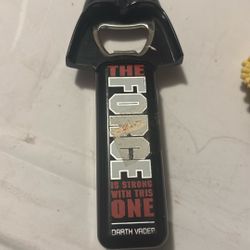 THE
FORCE
IS STRONG
WITH THIS
ONE
DARTH VADER